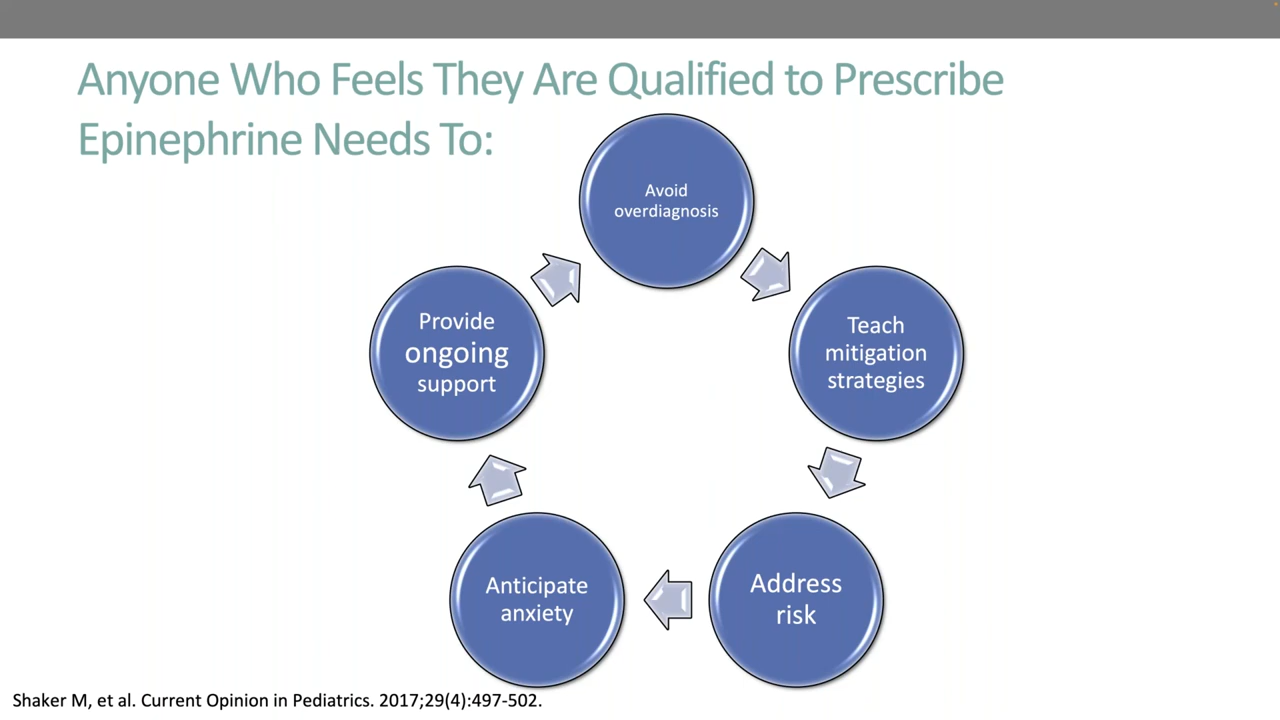 Anyone Who Feels They Are Qualified to Prescribe
Epinephrine Needs To:
Avoid
overdiagnosis
Teach
mitigation
strategies
Address
risk
Anticipate
anxiety
Provide
ongoing
support
Shaker M, et al. Current Opinion in Pediatrics. 2017;29(4):497-502.